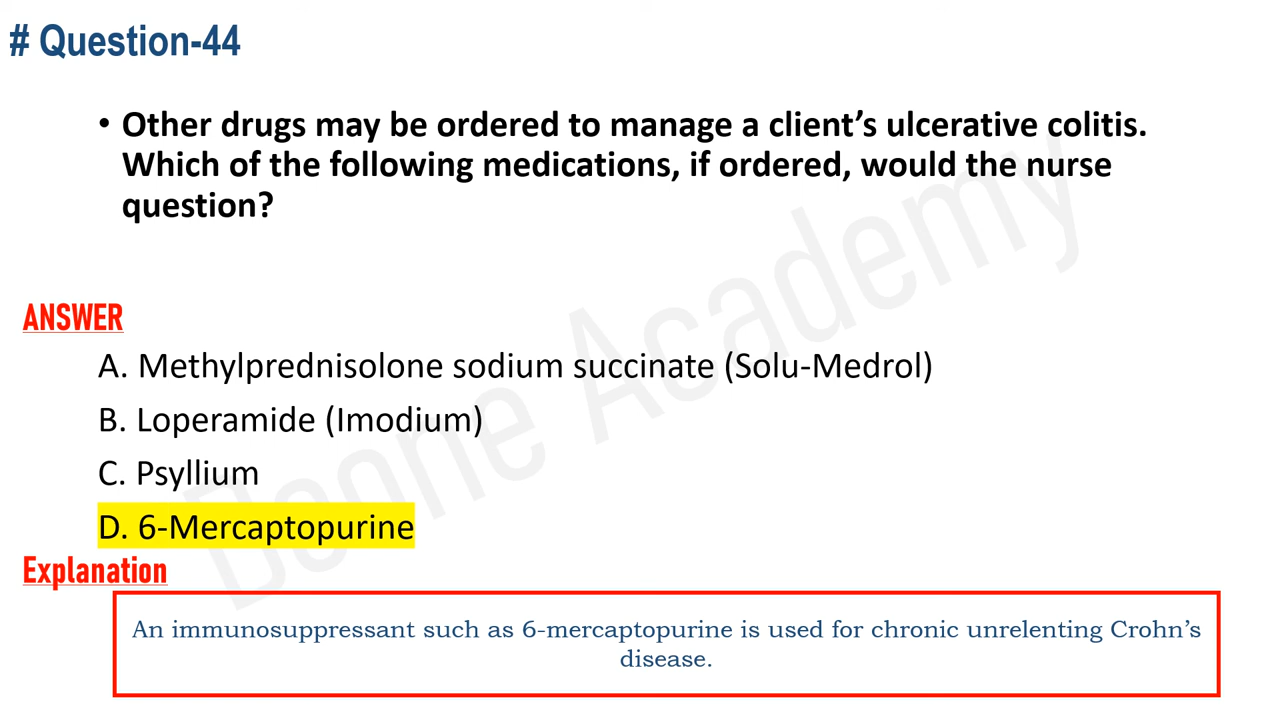 # Question-44
• Other drugs may be ordered to manage a client’s ulcerative colitis.
Which of the following medications, if ordered, would the nurse
question?
ANSWER
A. Methylprednisolone sodium succinate (Solu-Medrol)
B. Loperamide (Imodium)
C. Psyllium
D. 6-Mercaptopurine
Explanation
An immunosuppressant such as 6-mercaptopurine is used for chronic unrelenting Crohn’s
disease.
Doone Academy